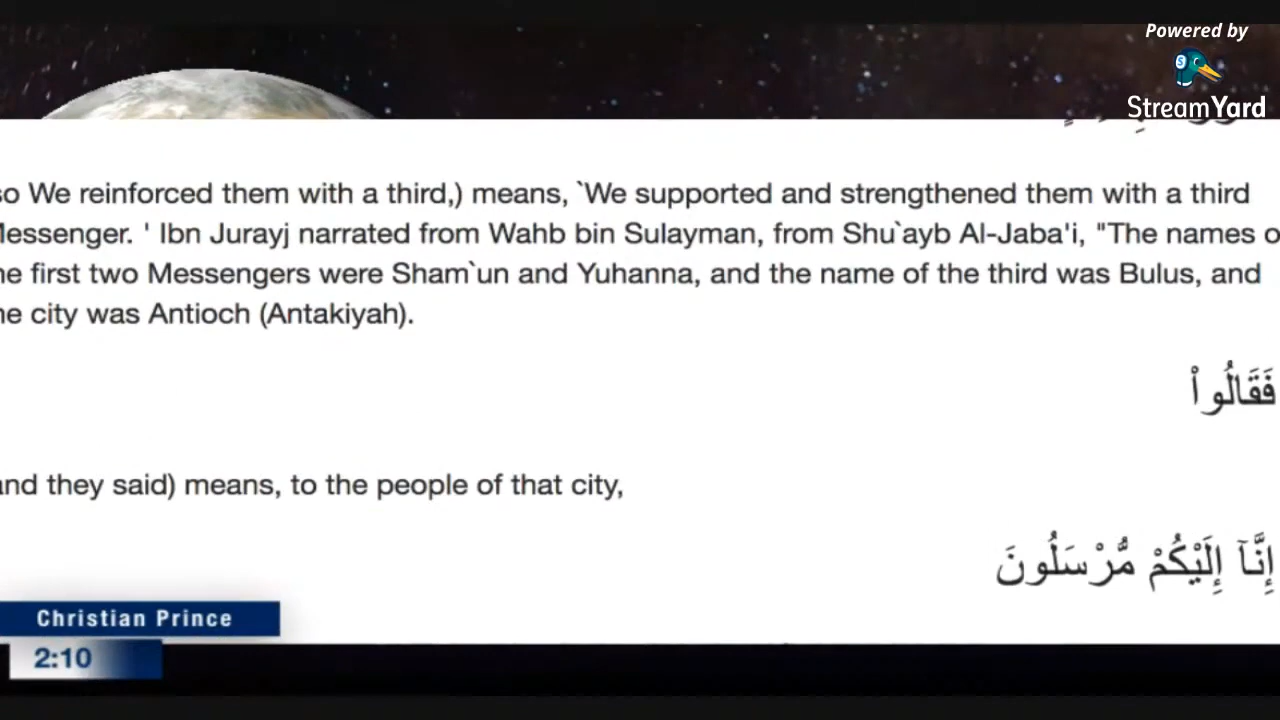 Powered by
StreamYard
so We reinforced them with a third,) means, `We supported and strengthened them with a third
Messenger. ' Ibn Jurayj narrated from Wahb bin Sulayman, from Shu`ayb Al-Jaba'i, "The names o
he first two Messengers were Sham`un and Yuhanna, and the name of the third was Bulus, and
he city was Antioch (Antakiyah).
فَقَالُواْ
and they said) means, to the people of that city,
إِنَّآ إِلَيْكُمْ مُّرْسَلُونَ
Christian Prince
2:10